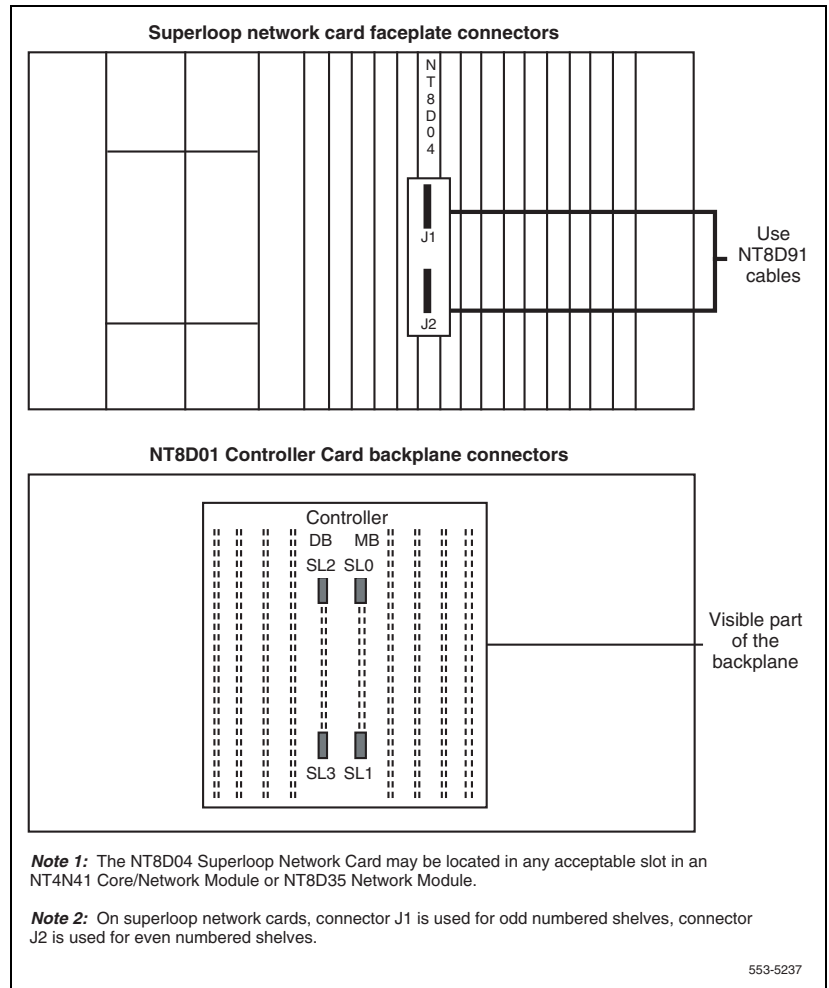 Superloop network card faceplate connectors
N
T
8
D
0
4
J1
J2
Use
NT8D91
cables
NT8D01 Controller Card backplane connectors
Controller
DB MB
SL2 SL0
SL3 SL1
Visible part
of the
backplane
Note 1: The NT8D04 Superloop Network Card may be located in any acceptable slot in an
NT4N41 Core/Network Module or NT8D35 Network Module.
Note 2: On superloop network cards, connector J1 is used for odd numbered shelves, connector
J2 is used for even numbered shelves.
553-5237